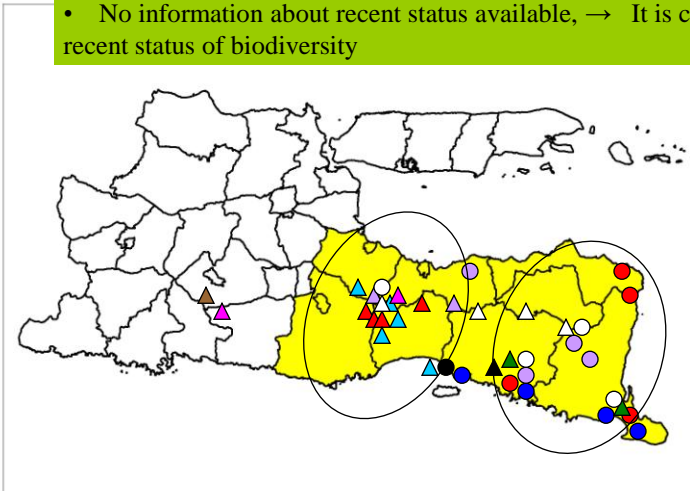 • No information about recent status available, → It is c
recent status of biodiversity